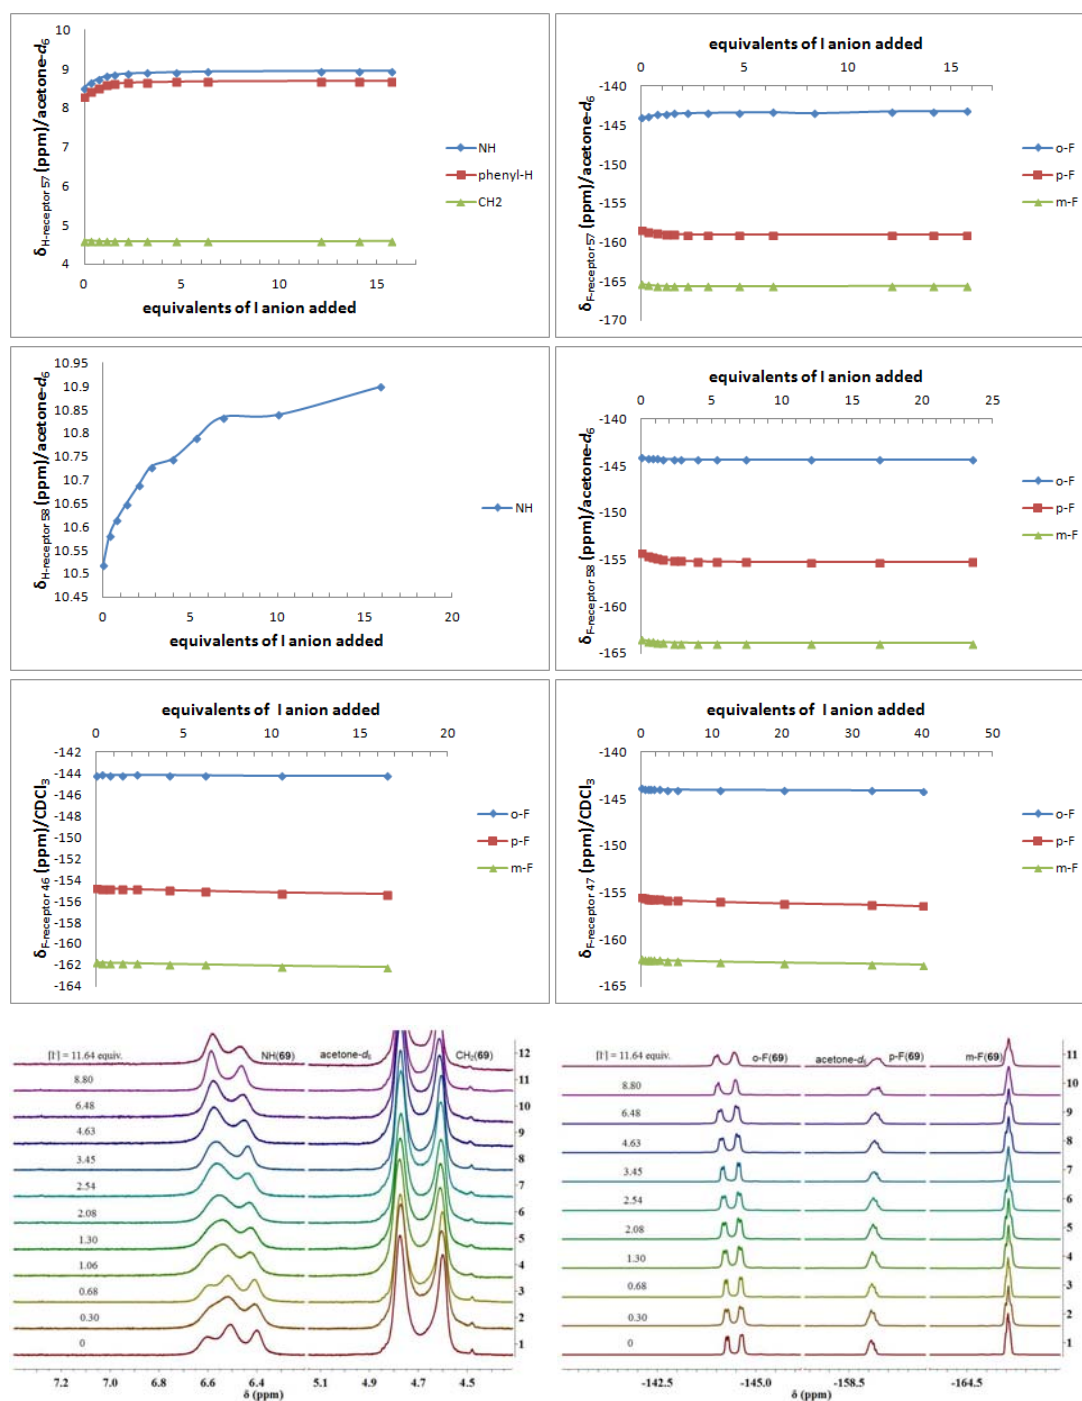 10
9
8
7
6
5
4
0
5
10
15
δH-receptor 57 (ppm)/acetone-d6
equivalents of I anion added
NH
phenyl-H
CH2
equivalents of I anion added
0
5
10
15
-140
-145
-150
-155
-160
-165
-170
δF-receptor 57 (ppm)/acetone-d6
o-F
p-F
m-F
10.95
10.9
10.85
10.8
10.75
10.7
10.65
10.6
10.55
10.5
10.45
0
5
10
15
20
δH-receptor 58 (ppm)/acetone-d6
equivalents of I anion added
NH
equivalents of I anion added
0
5
10
15
20
25
-140
-145
-150
-155
-160
-165
δF-receptor 58 (ppm)/acetone-d6
o-F
p-F
m-F
equivalents of I anion added
0
5
10
15
20
-142
-144
-146
-148
-150
-152
-154
-156
-158
-160
-162
-164
δF-receptor 46 (ppm)/CDCl3
o-F
p-F
m-F
equivalents of I anion added
0
10
20
30
40
50
-140
-145
-150
-155
-160
-165
δF-receptor 47 (ppm)/CDCl3
o-F
p-F
m-F
[I-] = 11.64 equiv. NH(69) acetone-d6 CH2(69) 12
8.80 11
6.48 10
4.63 9
3.45 8
2.54 7
2.08 6
1.30 5
1.06 4
0.68 3
0.30 2
0 1
7.2 7.0 6.8 6.6 6.4 5.1 4.9 4.7 4.5
δ (ppm)
[I-] = 11.64 equiv. o-F(69) acetone-d6 p-F(69) m-F(69) 11
8.80 10
6.48 9
4.63 8
3.45 7
2.54 6
2.08 5
1.30 4
0.68 3
0.30 2
0 1
-142.5 -145.0 -158.5 -164.5
δ (ppm)